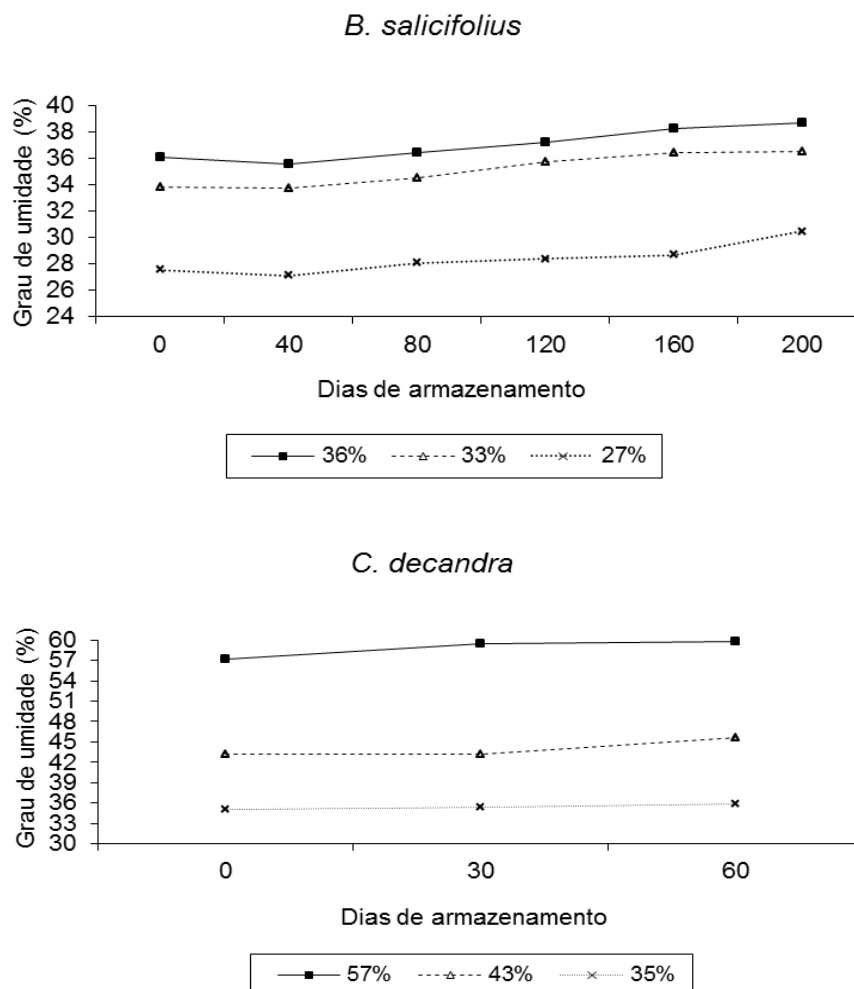 B. salicifolius
Grau de umidade (%)
40
38
36
34
32
30
28
26
24
0 40 80 120 160 200
Dias de armazenamento
36% 33% 27%
C. decandra
Grau de umidade (%)
60
57
54
51
48
45
42
39
36
33
30
0 30 60
Dias de armazenamento
57% 43% 35%